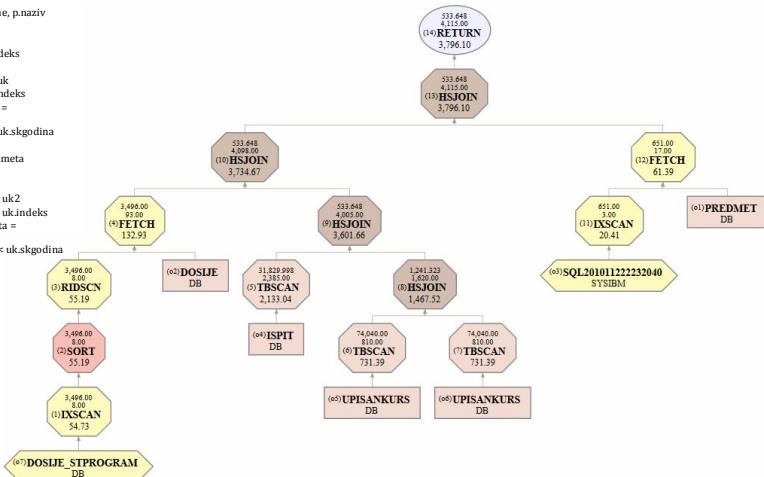 ne, p.naziv
deks
uk
ndeks
=
uk.skgodina
meta
uk2
uk.indeks
ta =
< uk.skgodina
533.648
4,115.00
(14)RETURN
3,796.10
533.648
4,115.00
(13)HSJOIN
3,796.10
533.648
4,098.00
(10)HSJOIN
3,734.67
651.00
17.00
(12)FETCH
61.39
3,496.00
93.00
(4)FETCH
132.93
533.648
4,005.00
(9)HSJOIN
3,601.66
651.00
3.00
(11)IXSCAN
20.41
(o1)PREDMET
DB
3,496.00
8.00
(3)RIDSCN
55.19
(o2)DOSIJE
DB
31,829.998
2,385.00
(5)TBSCAN
2,133.04
1,241.323
1,620.00
(8)HSJOIN
1,467.52
(o3)SQL201011222232040
SYSIBM
3,496.00
8.00
(2)SORT
55.19
(o4)ISPIT
DB
74,040.00
810.00
(6)TBSCAN
731.39
74,040.00
810.00
(7)TBSCAN
731.39
3,496.00
8.00
(1)IXSCAN
54.73
(o5)UPISANKURS
DB
(o6)UPISANKURS
DB
(o7)DOSIJE_STPROGRAM
DB